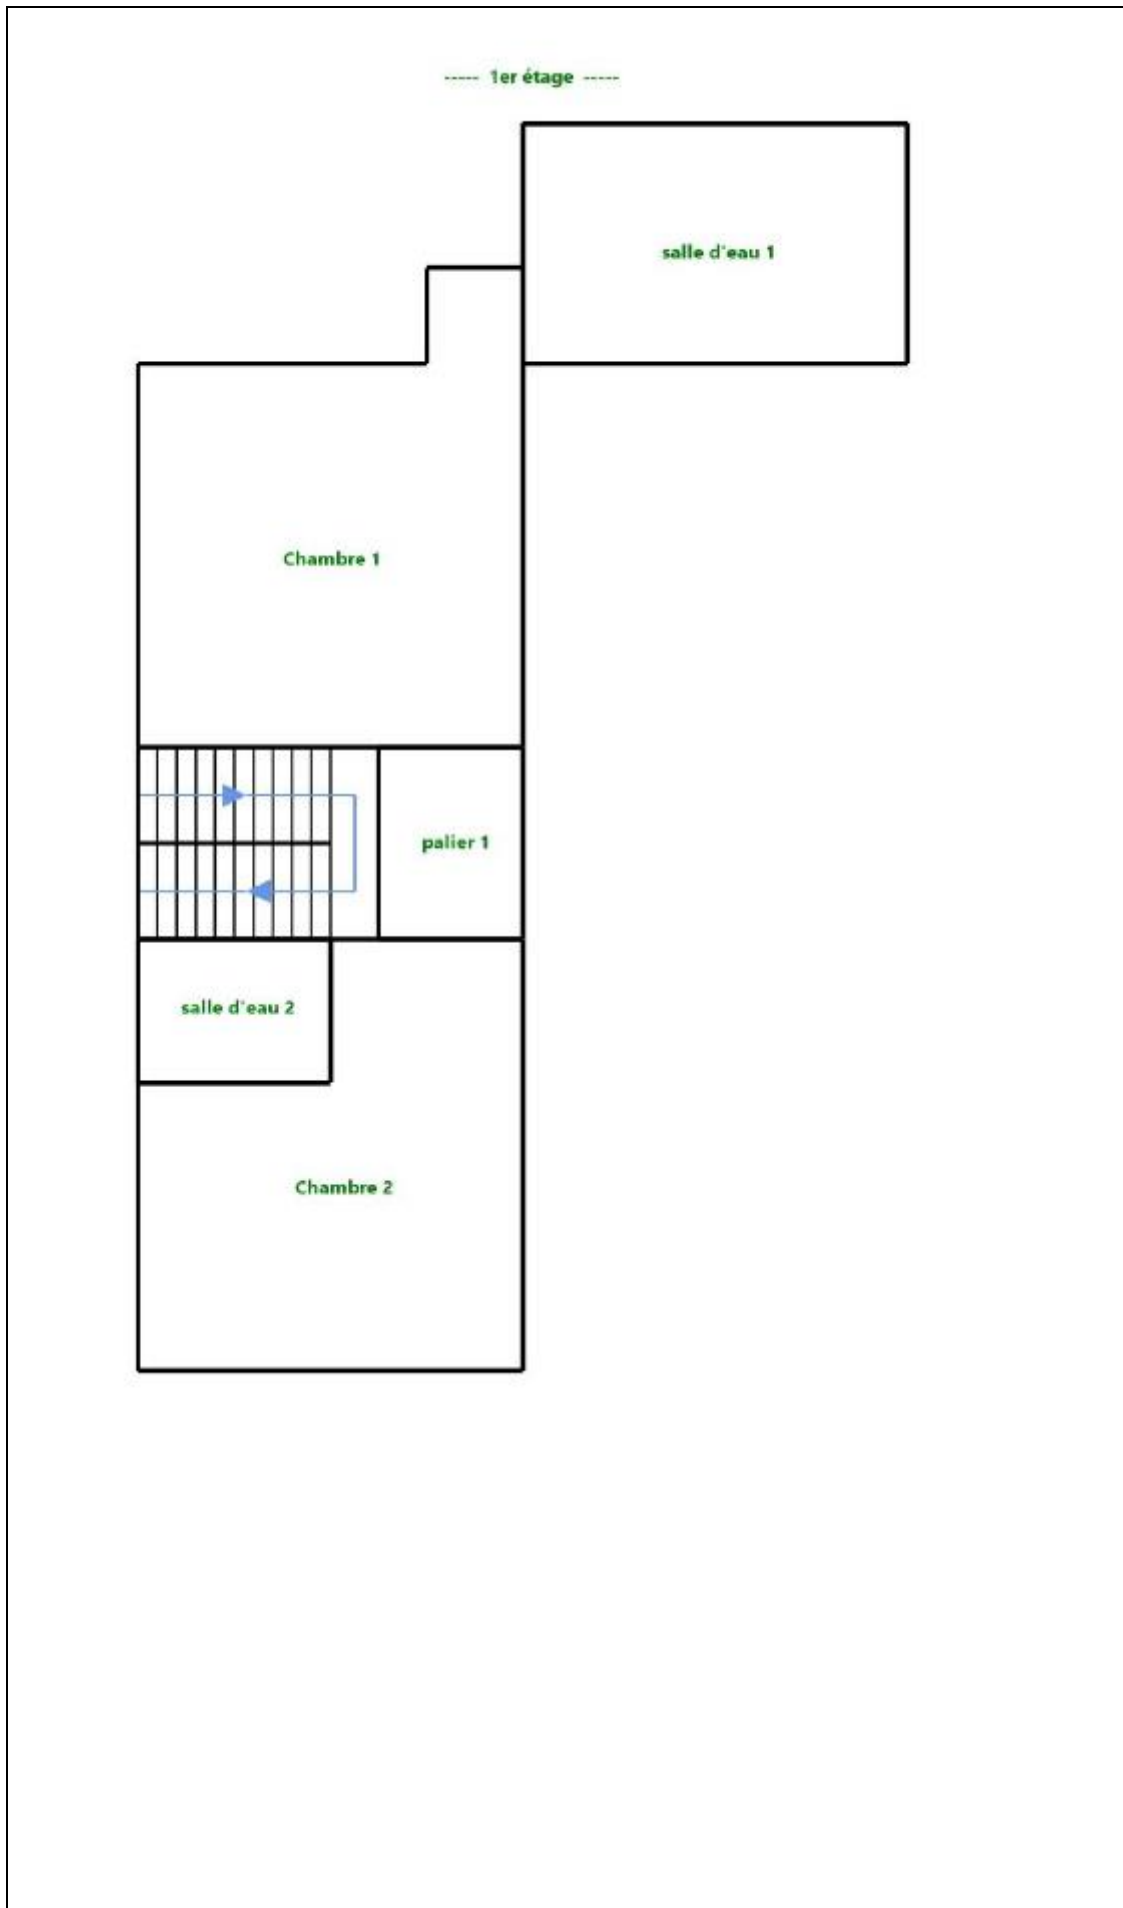 ----- 1er étage -----
salle d'eau 1
Chambre 1
palier 1
salle d'eau 2
Chambre 2